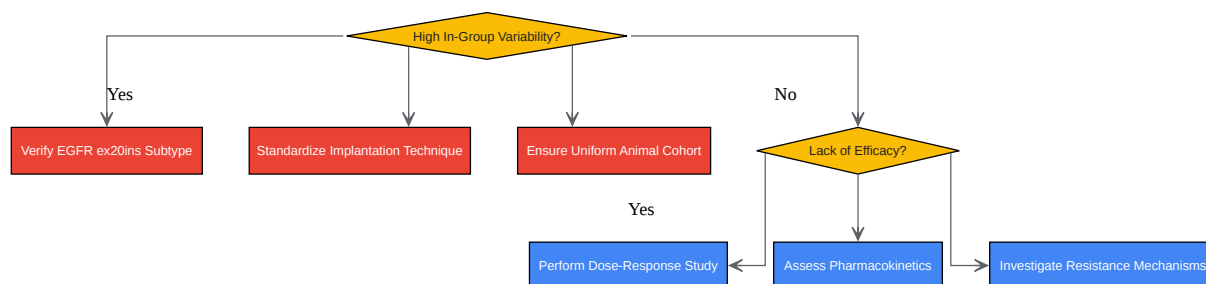 High In-Group Variability?
Yes
No
Verify EGFR ex20ins Subtype
Standardize Implantation Technique
Ensure Uniform Animal Cohort
Lack of Efficacy?
Yes
Perform Dose-Response Study
Assess Pharmacokinetics
Investigate Resistance Mechanisms